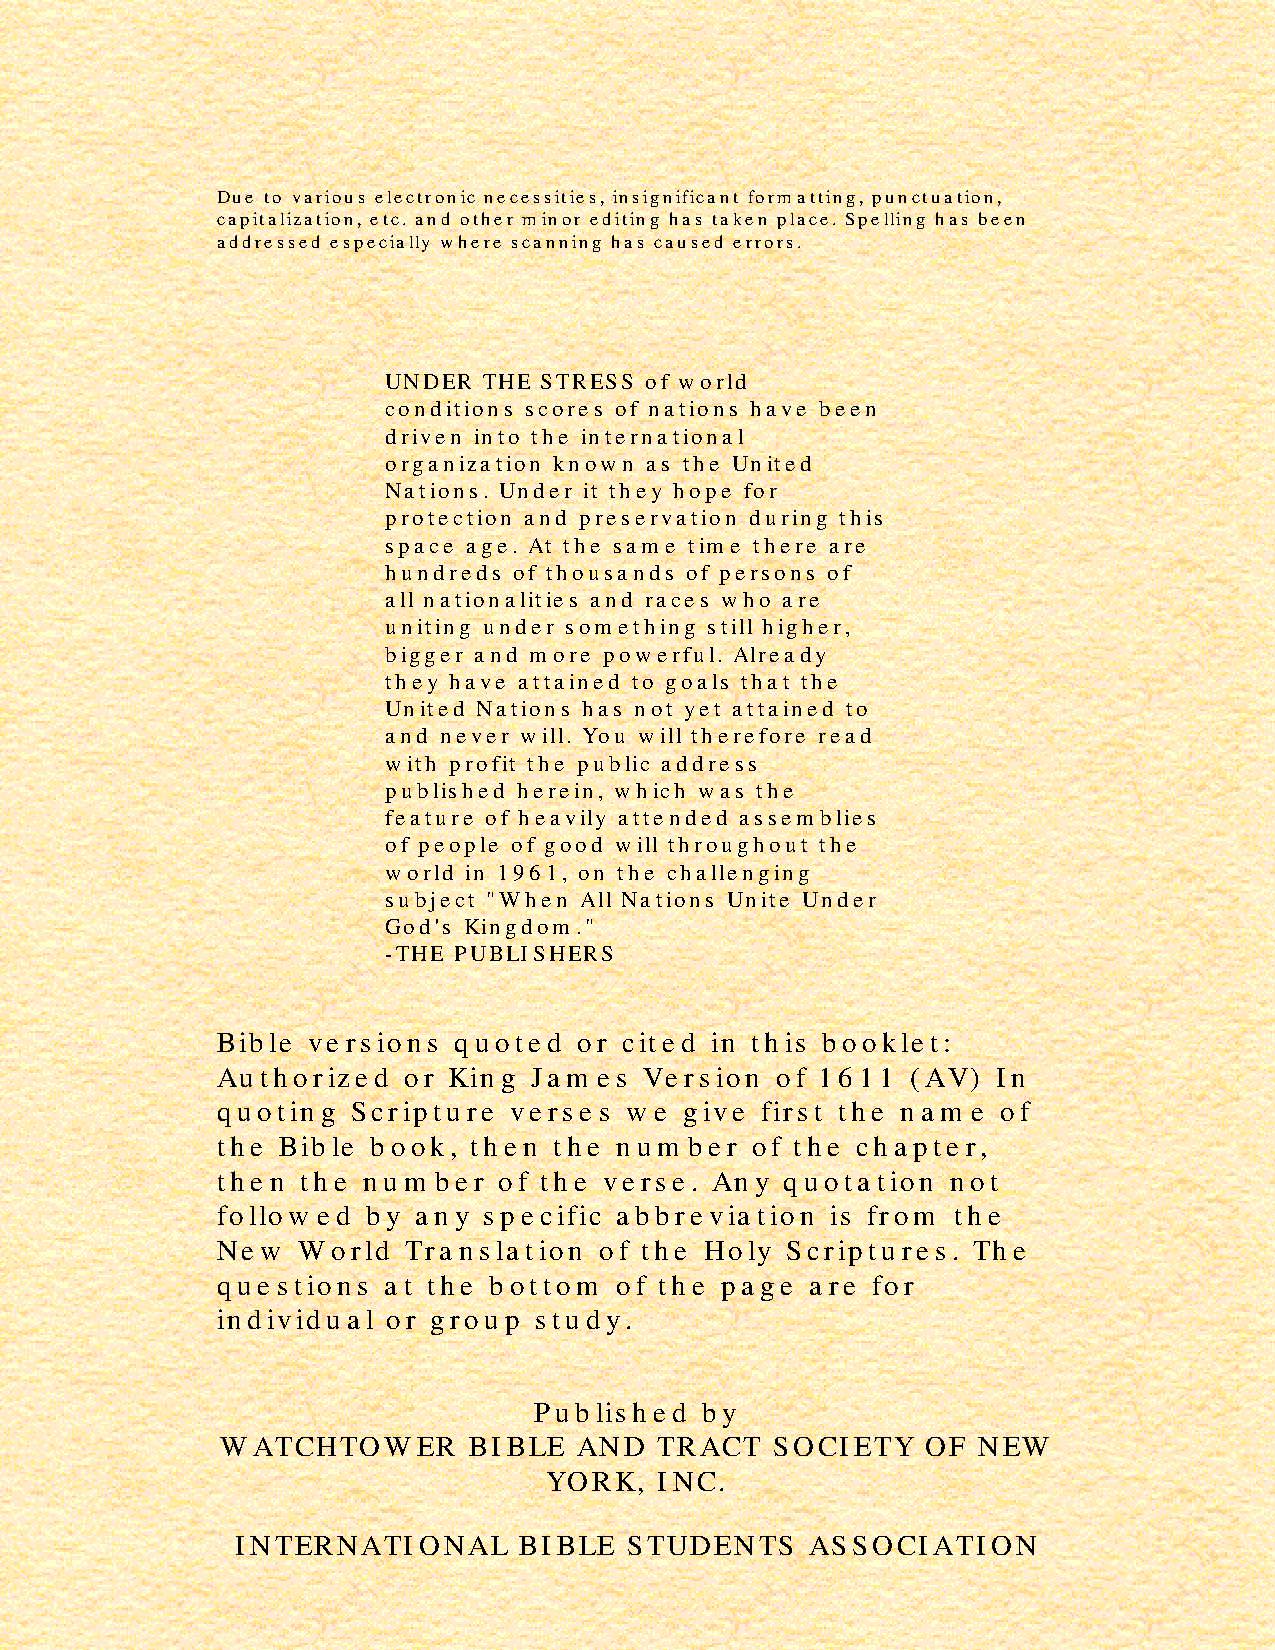 Due to various electronic necessities, insignificant formatting, punctuation,
capitalization, etc. and other minor editing has taken place. Spelling has been
addressed especially where scanning has caused errors.
UNDER THE STRESS of world
conditions scores of nations have been
driven into the international
organization known as the United
Nations. Under it they hope for
protection and preservation during this
space age. At the same time there are
hundreds of thousands of persons of
all nationalities and races who are
uniting under something still higher,
bigger and more powerful. Already
they have attained to goals that the
United Nations has not yet attained to
and never will. You will therefore read
with profit the public address
published herein, which was the
feature of heavily attended assemblies
of people of good will throughout the
world in 1961, on the challenging
subject "When All Nations Unite Under
God's Kingdom."
-THE PUBLISHERS
Bible versions quoted or cited in this booklet:
Authorized or King James Version of 1611 (AV) In
quoting Scripture verses we give first the name of
the Bible book, then the number of the chapter,
then the number of the verse. Any quotation not
followed by any specific abbreviation is from the
New World Translation of the Holy Scriptures. The
questions at the bottom of the page are for
individual or group study.
Published by
WATCHTOWER BIBLE AND TRACT SOCIETY OF NEW
YORK, INC.
INTERNATIONAL BIBLE STUDENTS ASSOCIATION